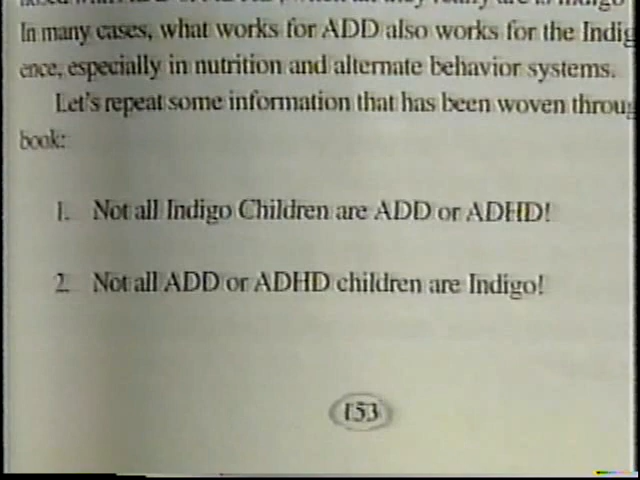 In many cases, what works for ADD also works for the Indig
ence, especially in nutrition and alternate behavior systems.
Let's repeat some information that has been woven throug
book:
1. Not all Indigo Children are ADD or ADHD!
2. Not all ADD or ADHD children are Indigo!
153